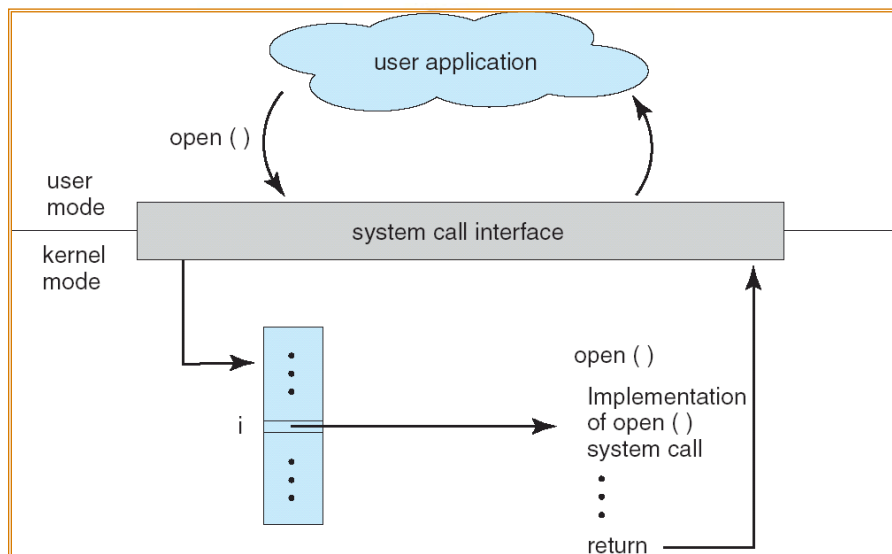 user application
open ( )
user
mode
system call interface
kernel
mode
open ( )
i
Implementation
of open ( )
system call
return